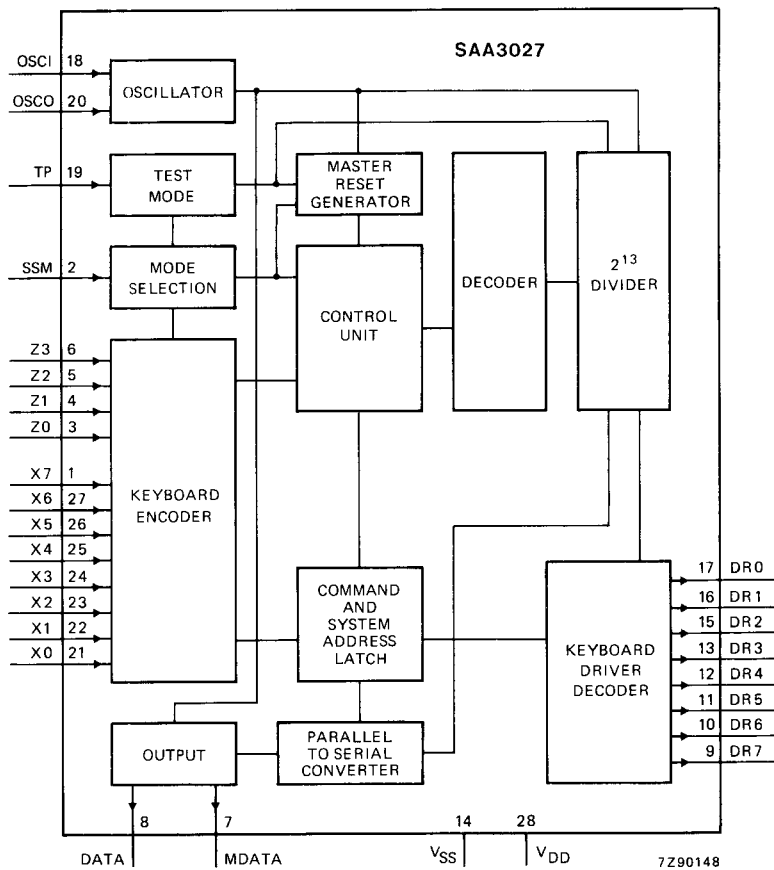 SAA3027
OSCI 18
OSCO 20
OSCILLATOR
TP 19
TEST
MODE
MASTER
RESET
GENERATOR
SSM 2
MODE
SELECTION
CONTROL
UNIT
DECODER
2¹³
DIVIDER
Z3 6
Z2 5
Z1 4
Z0 3
X7 1
X6 27
X5 26
X4 25
X3 24
X2 23
X1 22
X0 21
KEYBOARD
ENCODER
COMMAND
AND
SYSTEM
ADDRESS
LATCH
KEYBOARD
DRIVER
DECODER
17 DR0
16 DR1
15 DR2
13 DR3
12 DR4
11 DR5
10 DR6
9 DR7
OUTPUT
PARALLEL
TO SERIAL
CONVERTER
8 7 14 28
DATA MDATA VSS VDD
7Z90148